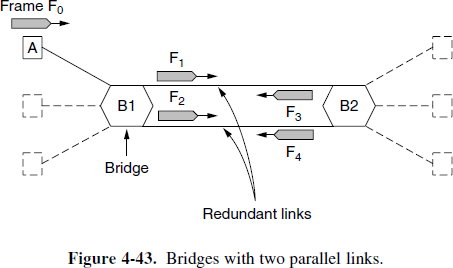 Frame F0
A
F1
B1
F2
F3
B2
F4
Bridge
Redundant links
Figure 4-43. Bridges with two parallel links.